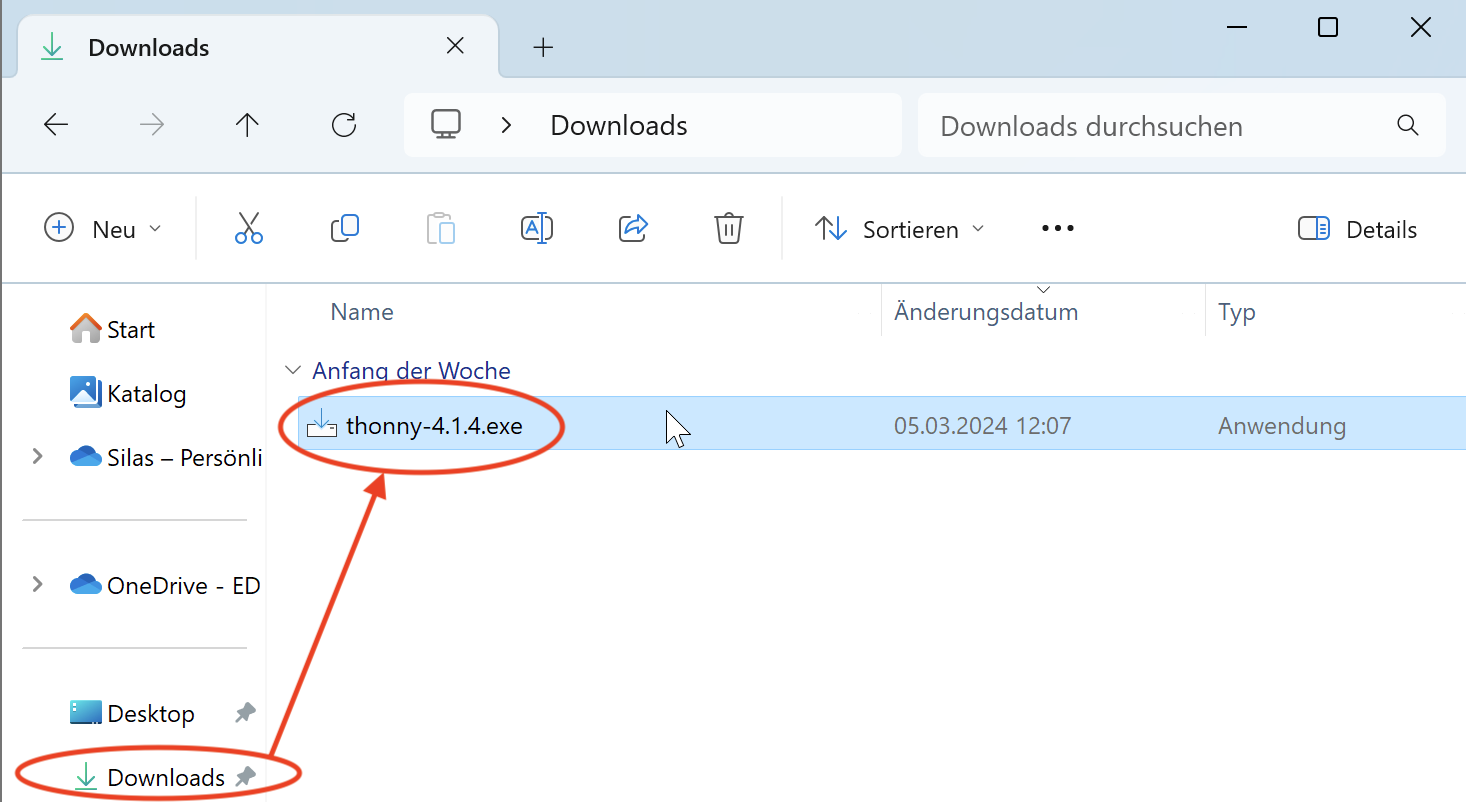 Downloads
Downloads
Downloads durchsuchen
Neu
Sortieren
Details
Name
Änderungsdatum
Typ
Start
Anfang der Woche
Katalog
thonny-4.1.4.exe
05.03.2024 12:07
Anwendung
Silas – Persönli
OneDrive - ED
Desktop
Downloads